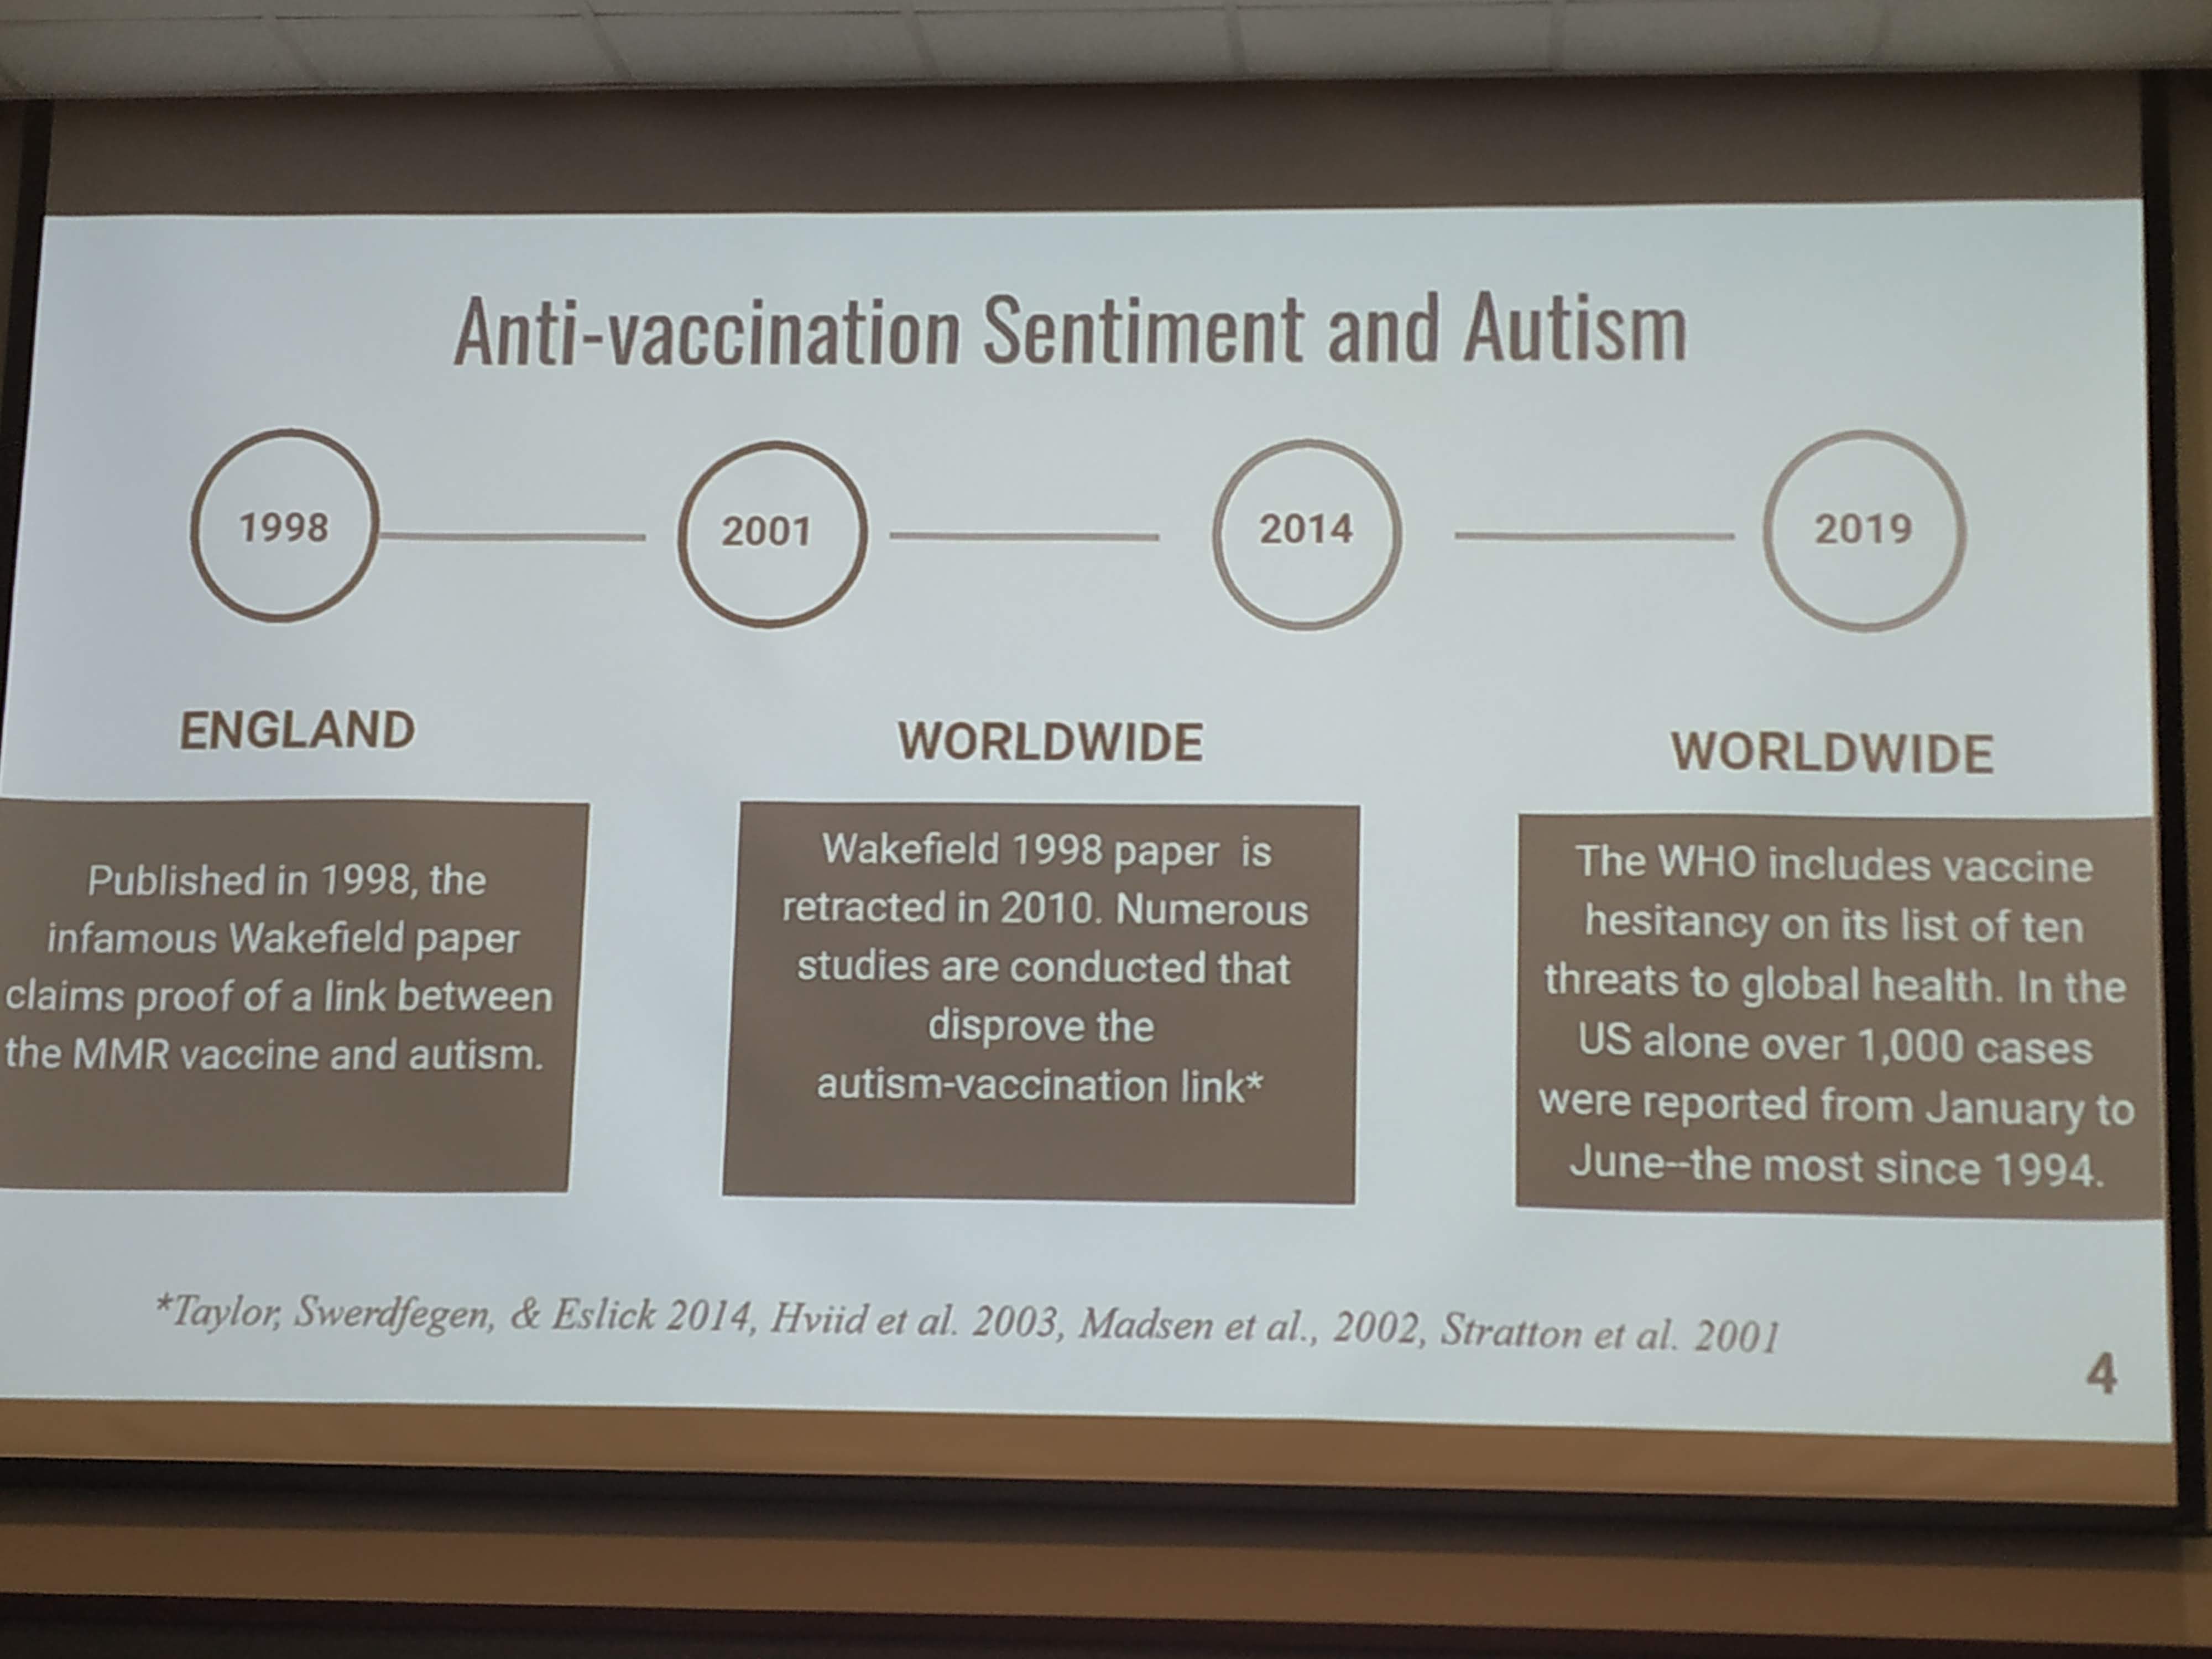 Anti-vaccination Sentiment and Autism
1998
2001
2014
2019
ENGLAND
Published in 1998, the
infamous Wakefield paper
claims proof of a link between
the MMR vaccine and autism.
WORLDWIDE
Wakefield 1998 paper is
retracted in 2010. Numerous
studies are conducted that
disprove the
autism-vaccination link*
WORLDWIDE
The WHO includes vaccine
hesitancy on its list of ten
threats to global health. In the
US alone over 1,000 cases
were reported from January to
June--the most since 1994.
*Taylor, Swerdfegen, & Eslick 2014, Hviid et al. 2003, Madsen et al., 2002, Stratton et al. 2001
4